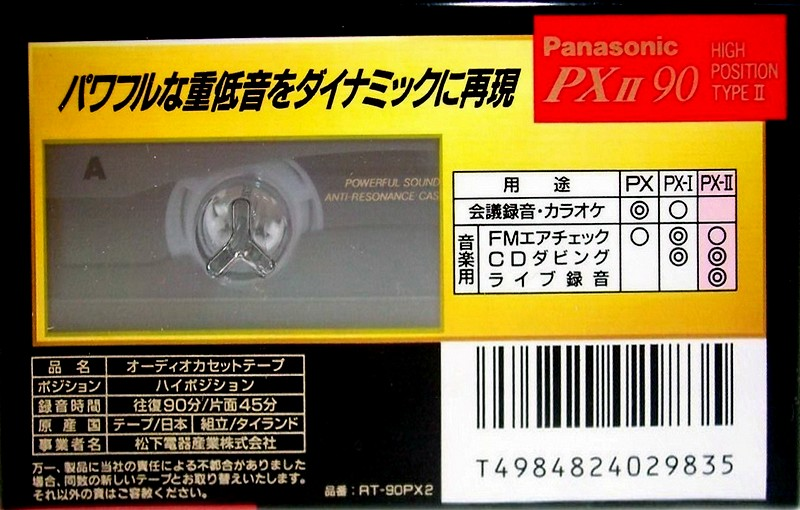 パワフルな重低音をダイナミックに再現
Panasonic
PXII 90
HIGH
POSITION
TYPE II
A
POWERFUL SOUND
ANTI-RESONANCE CAS
用途 PX PX-I PX-II
会議録音・カラオケ ◎ ○
音楽用
FMエアチェック ○ ◎ ○
CDダビング ◎ ◎
ライブ録音 ◎
品名 オーディオカセットテープ
ポジション ハイポジション
録音時間 往復90分/片面45分
原産国 テープ/日本 組立/タイランド
事業者名 松下電器産業株式会社
万一、製品に当社の責任による不都合がありました
場合、同数の新しいテープとお取り替えいたします。
それ以外の責はご容赦ください。
品番:RT-90PX2
T4984824029835